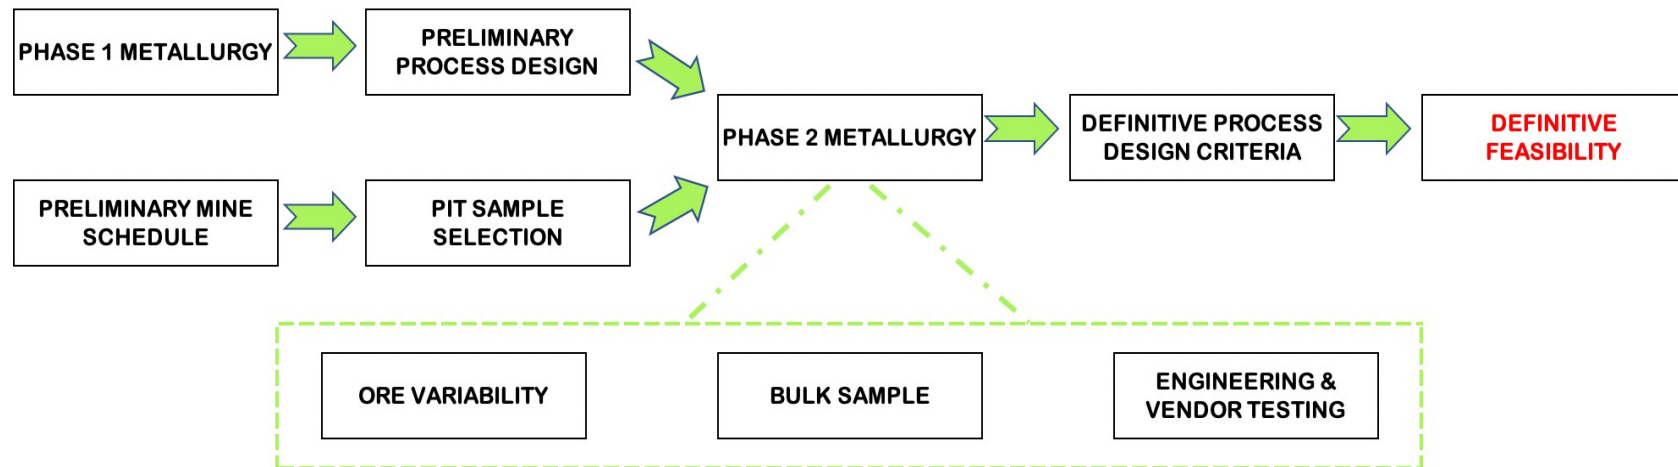 PHASE 1 METALLURGY
PRELIMINARY
PROCESS DESIGN
PRELIMINARY MINE
SCHEDULE
PIT SAMPLE
SELECTION
PHASE 2 METALLURGY
DEFINITIVE PROCESS
DESIGN CRITERIA
DEFINITIVE
FEASIBILITY
ORE VARIABILITY
BULK SAMPLE
ENGINEERING &
VENDOR TESTING